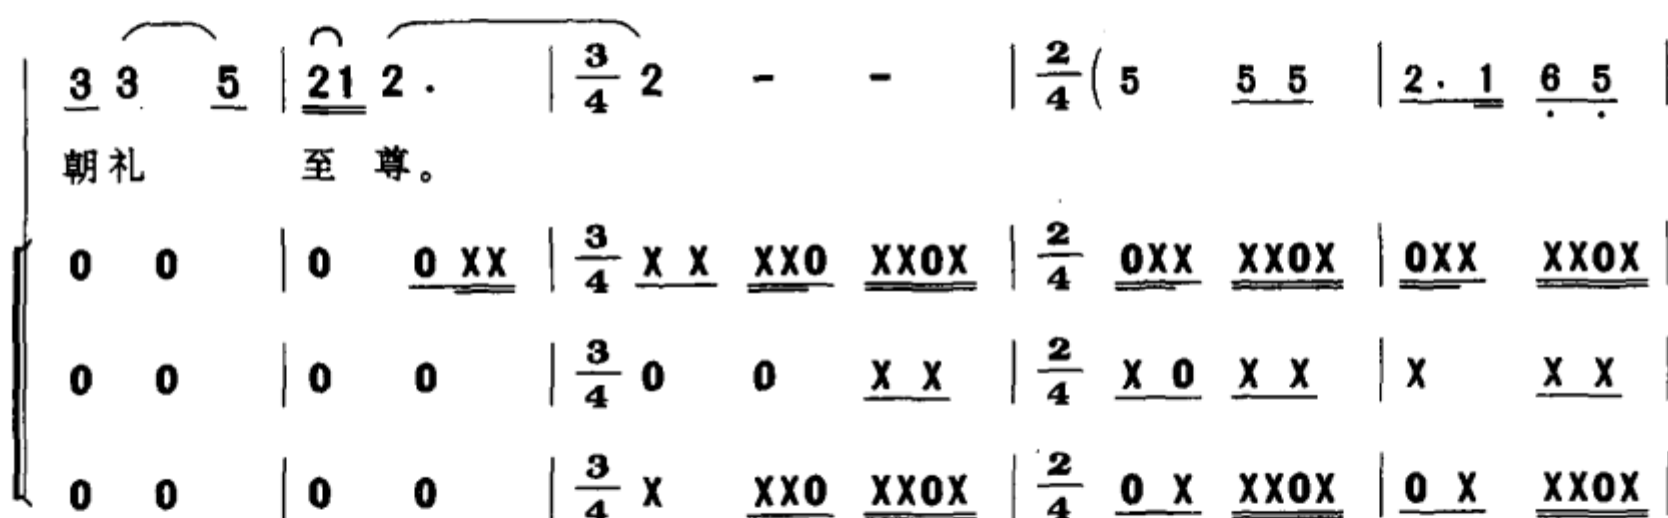 3 3 5 | 21 2 . | 3/4 2 - - | 2/4 ( 5 5 5 | 2 . 1 6 5 |
朝礼 至尊。
0 0 | 0 0 XX | 3/4 X X XX0 XX0X | 2/4 0XX XX0X | 0XX XX0X |
0 0 | 0 0 | 3/4 0 0 X X | 2/4 X 0 X X | X X X |
0 0 | 0 0 | 3/4 X XX0 XX0X | 2/4 0 X XX0X | 0 X XX0X |